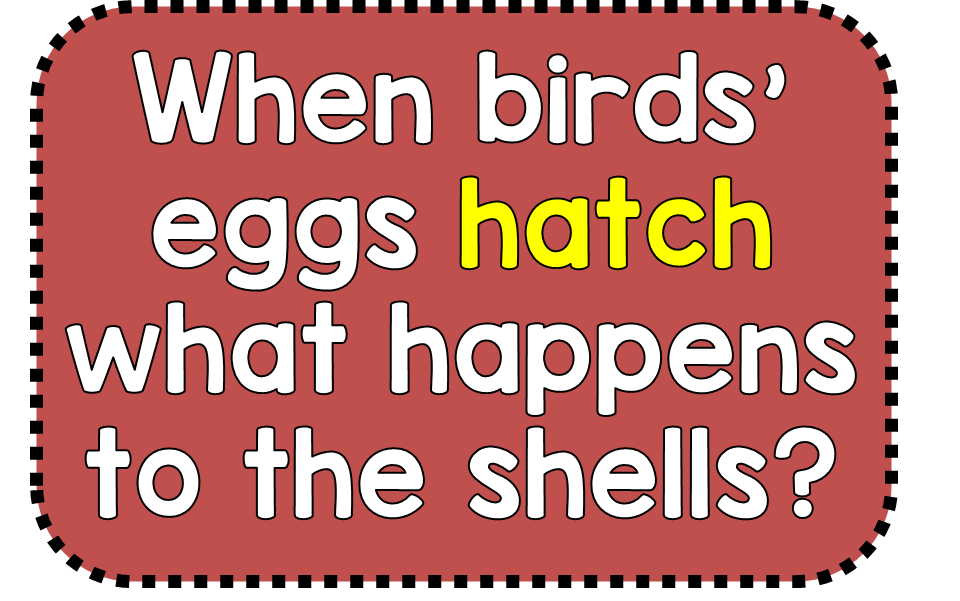 When birds’
eggs hatch
what happens
to the shells?